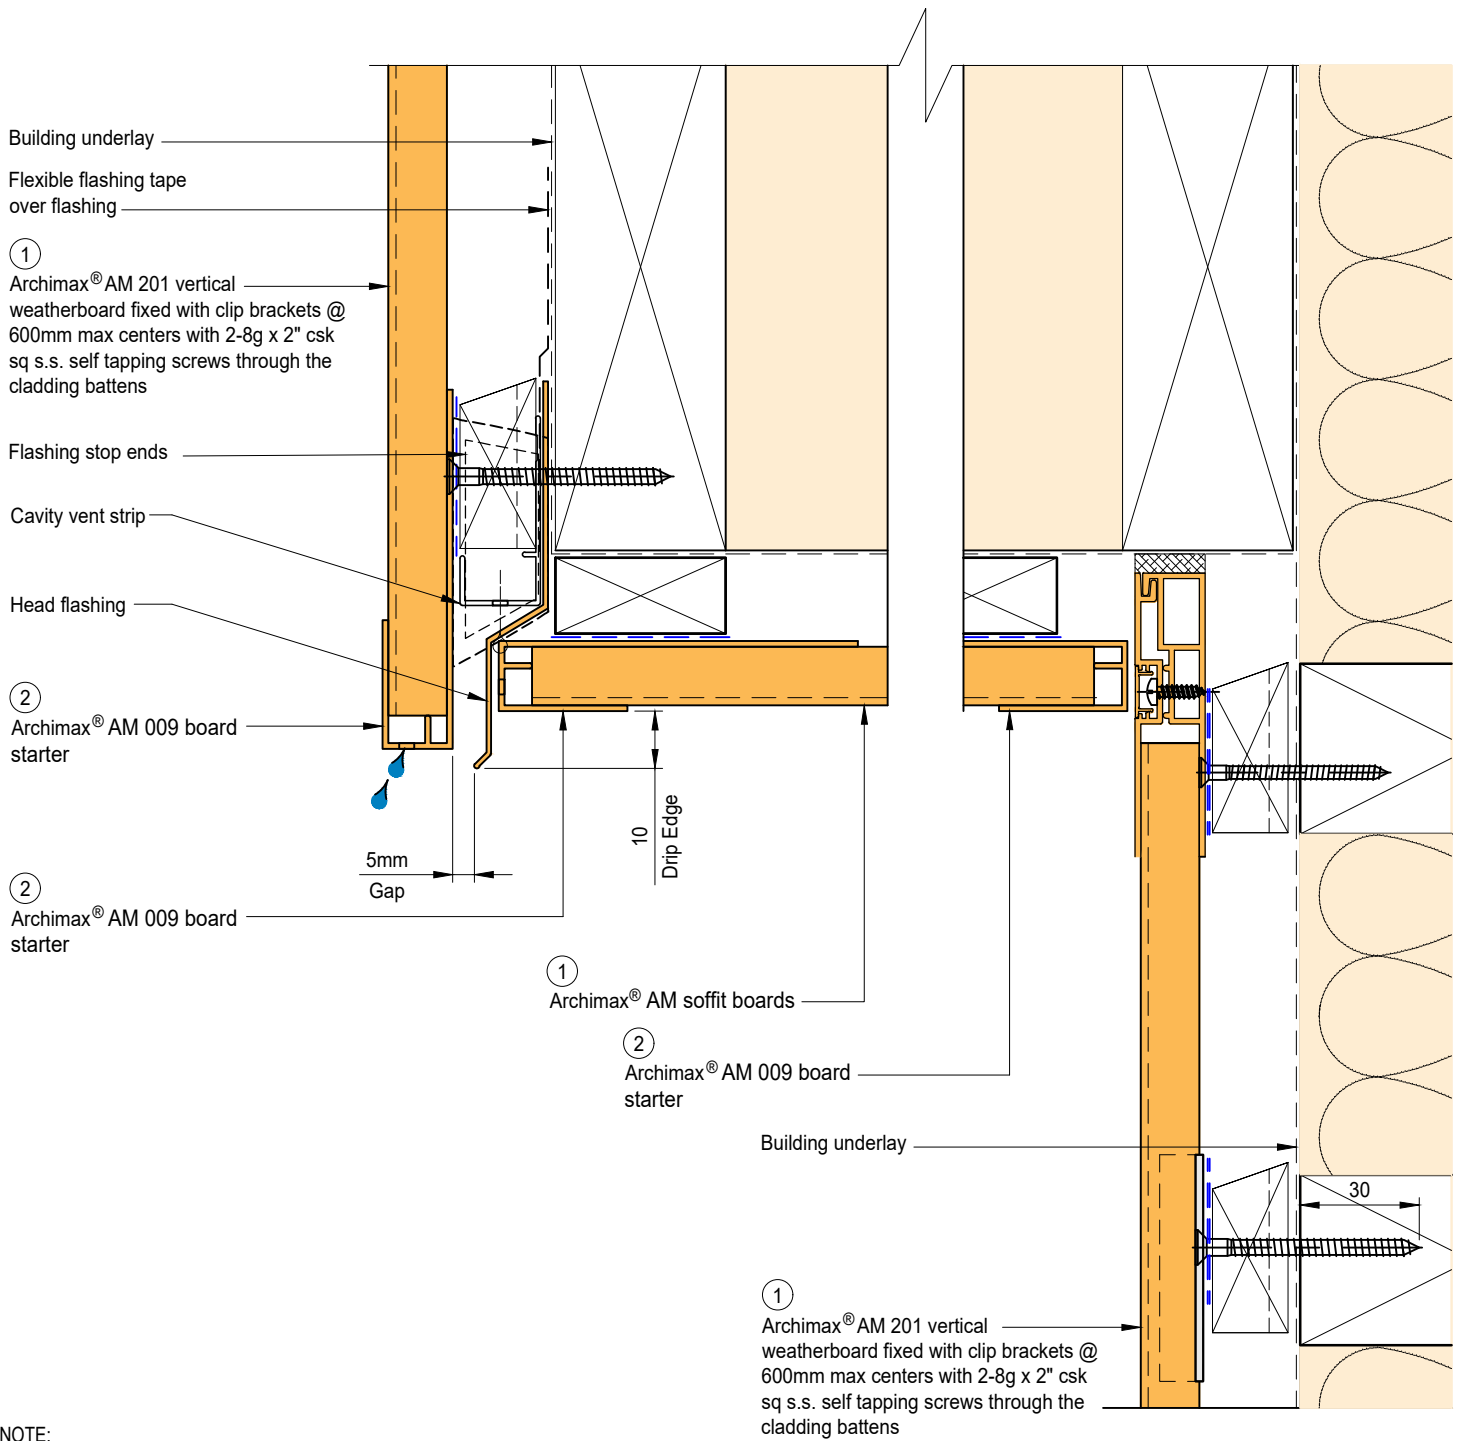 Building underlay
Flexible flashing tape
over flashing
1
Archimax® AM 201 vertical
weatherboard fixed with clip brackets @
600mm max centers with 2-8g x 2" csk
sq s.s. self tapping screws through the
cladding battens
Flashing stop ends
Cavity vent strip
Head flashing
2
Archimax® AM 009 board
starter
5mm
Gap
10
Drip Edge
2
Archimax® AM 009 board
starter
1
Archimax® AM soffit boards
2
Archimax® AM 009 board
starter
Building underlay
30
1
Archimax® AM 201 vertical
weatherboard fixed with clip brackets @
600mm max centers with 2-8g x 2" csk
sq s.s. self tapping screws through the
cladding battens
NOTE: